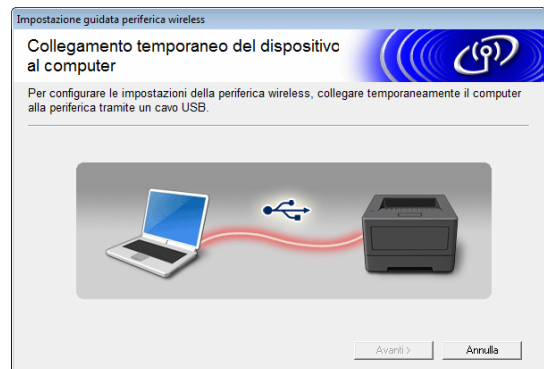 Impostazione guidata periferica wireless
Collegamento temporaneo del dispositivo
al computer
Per configurare le impostazioni della periferica wireless, collegare temporaneamente il computer
alla periferica tramite un cavo USB.
Avanti >
Annulla